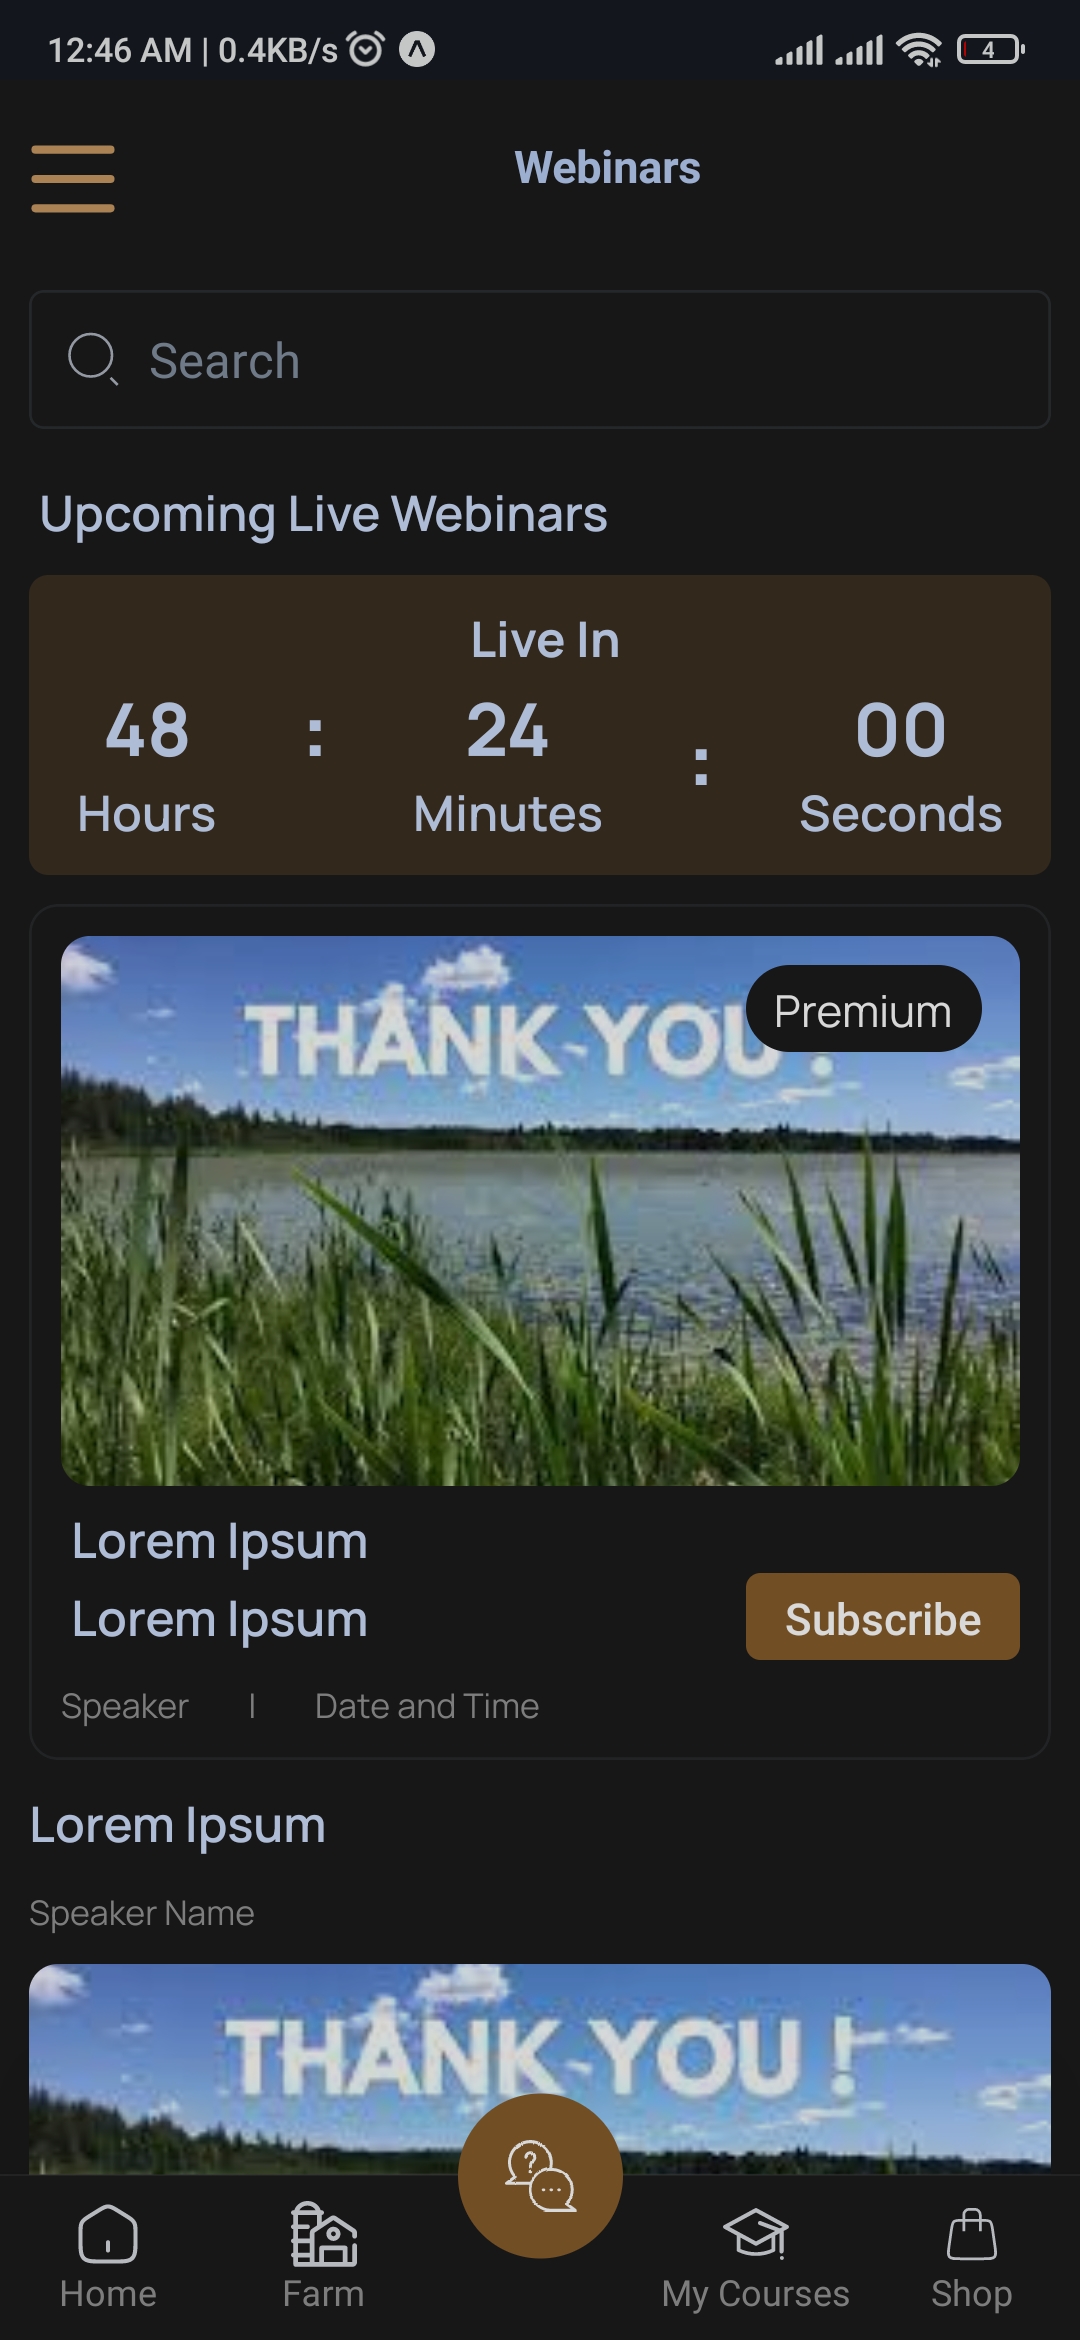 12:46 AM | 0.4KB/s
4
Webinars
Search
Upcoming Live Webinars
Live In
48 : 24 : 00
Hours Minutes Seconds
THANK YOU
Premium
Lorem Ipsum
Lorem Ipsum
Subscribe
Speaker | Date and Time
Lorem Ipsum
Speaker Name
THANK YOU !
?
Home Farm My Courses Shop